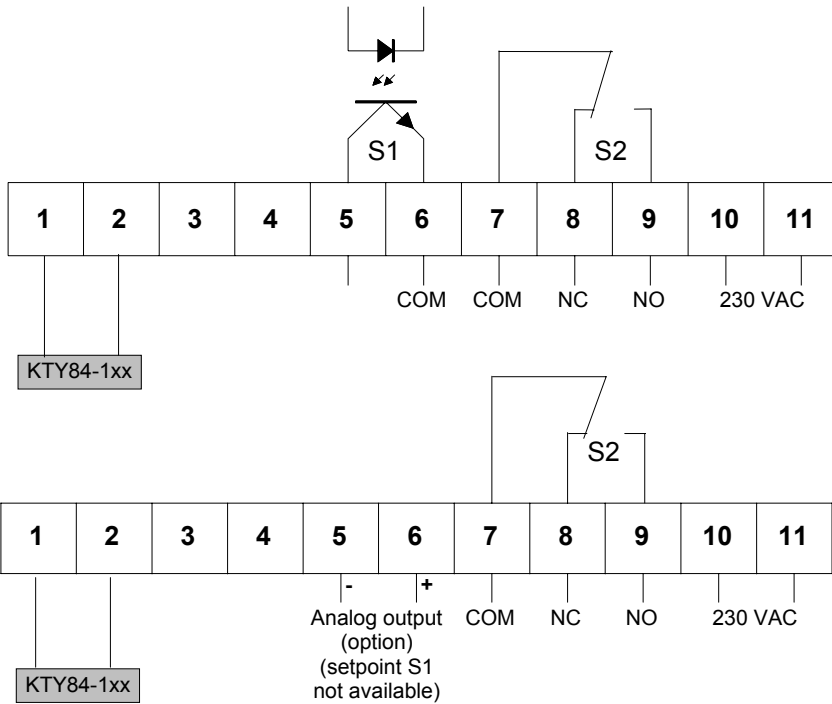 S1
S2
1 2 3 4 5 6 7 8 9 10 11
COM COM NC NO 230 VAC
KTY84-1xx
S2
1 2 3 4 5 6 7 8 9 10 11
- +
Analog output COM NC NO 230 VAC
(option)
(setpoint S1
not available)
KTY84-1xx